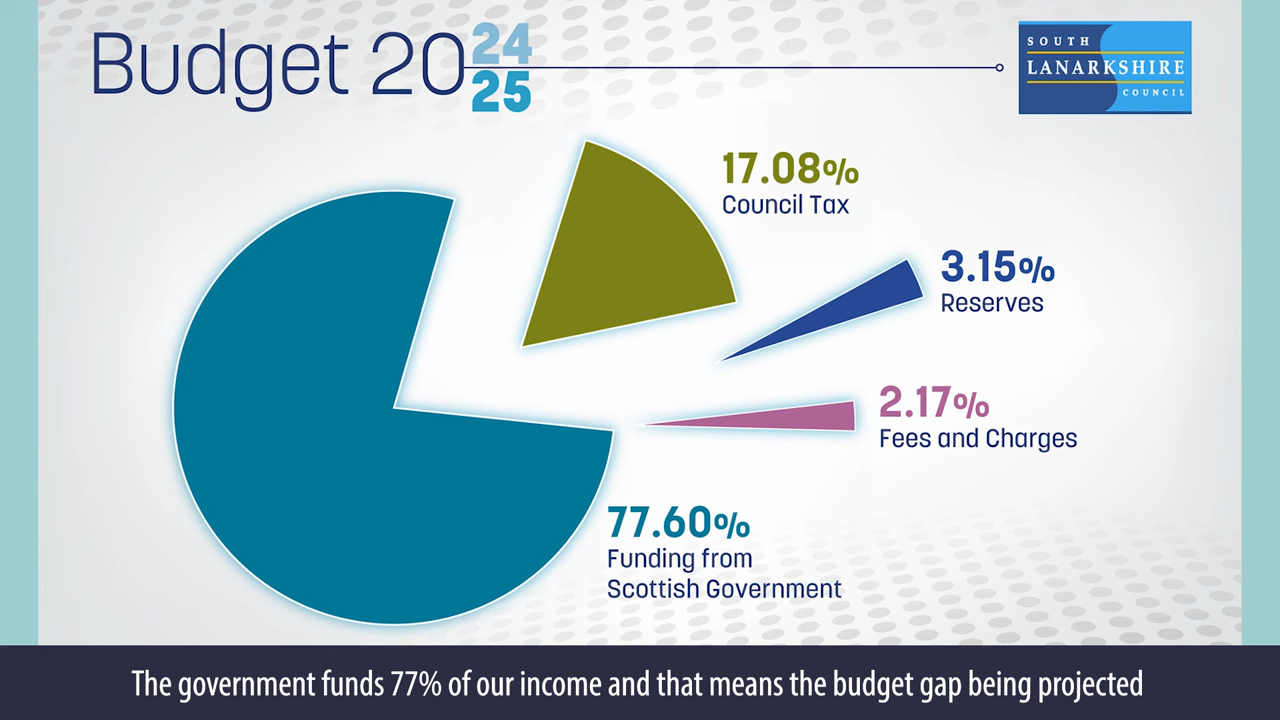 Budget 2024
25
SOUTH
LANARKSHIRE
COUNCIL
17.08%
Council Tax
3.15%
Reserves
2.17%
Fees and Charges
77.60%
Funding from
Scottish Government
The government funds 77% of our income and that means the budget gap being projected